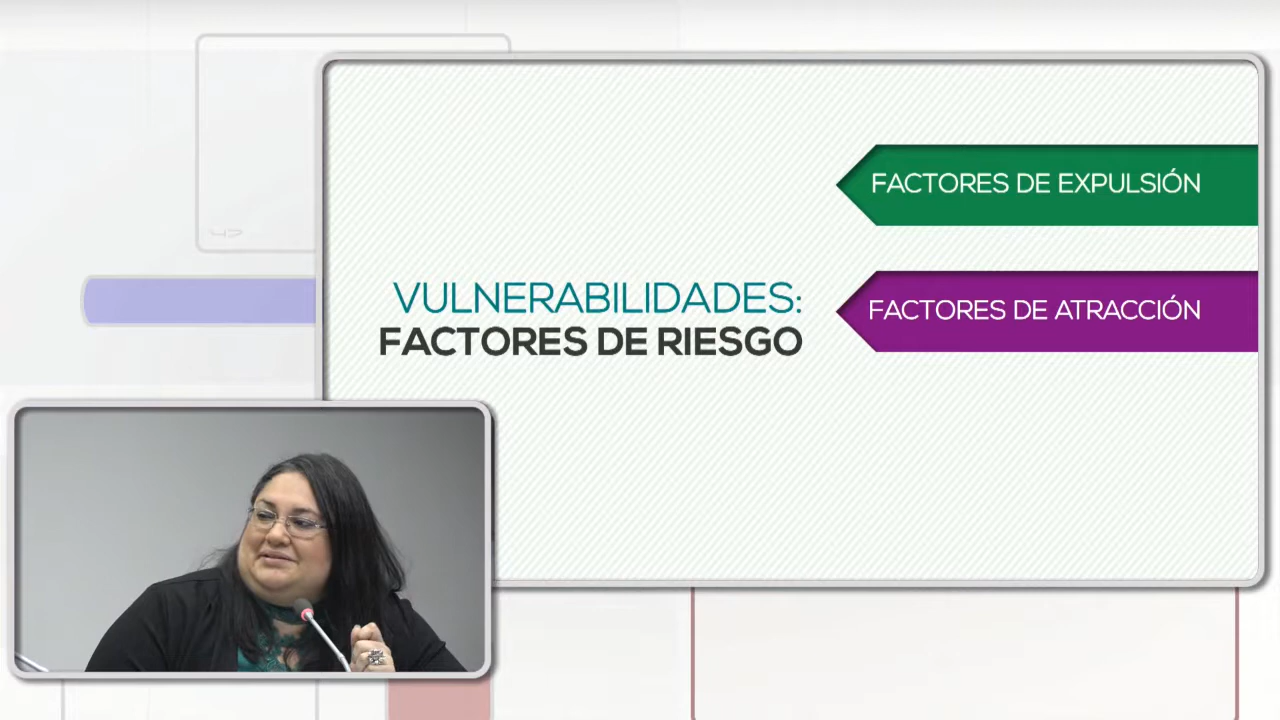 FACTORES DE EXPULSIÓN
VULNERABILIDADES:
FACTORES DE RIESGO
FACTORES DE ATRACCIÓN